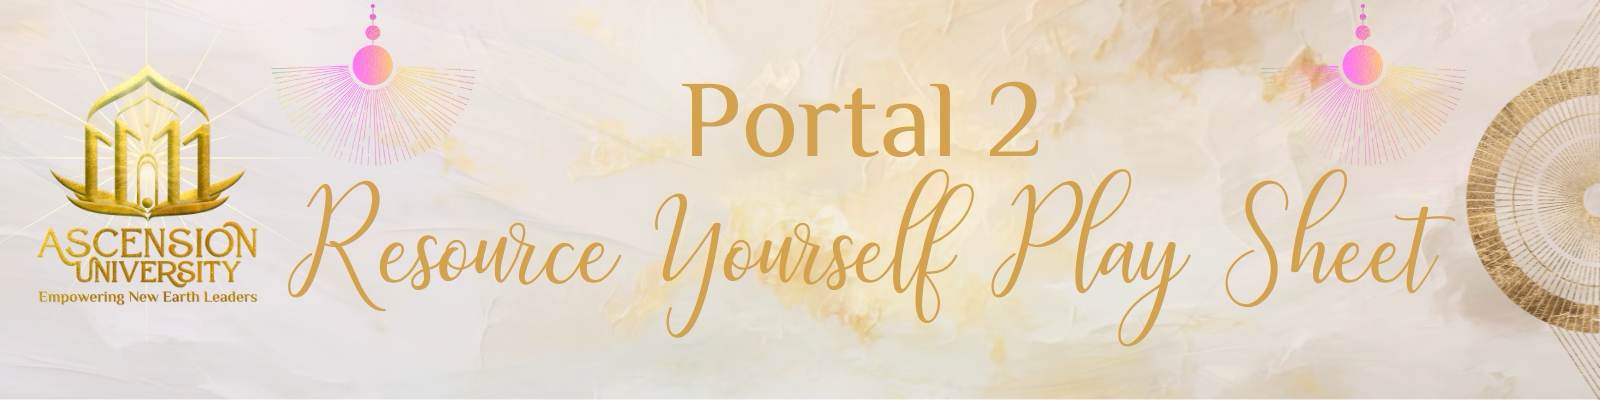 Portal 2
Resource Yourself Play Sheet
ASCENSION
UNIVERSITY
Empowering New Earth Leaders